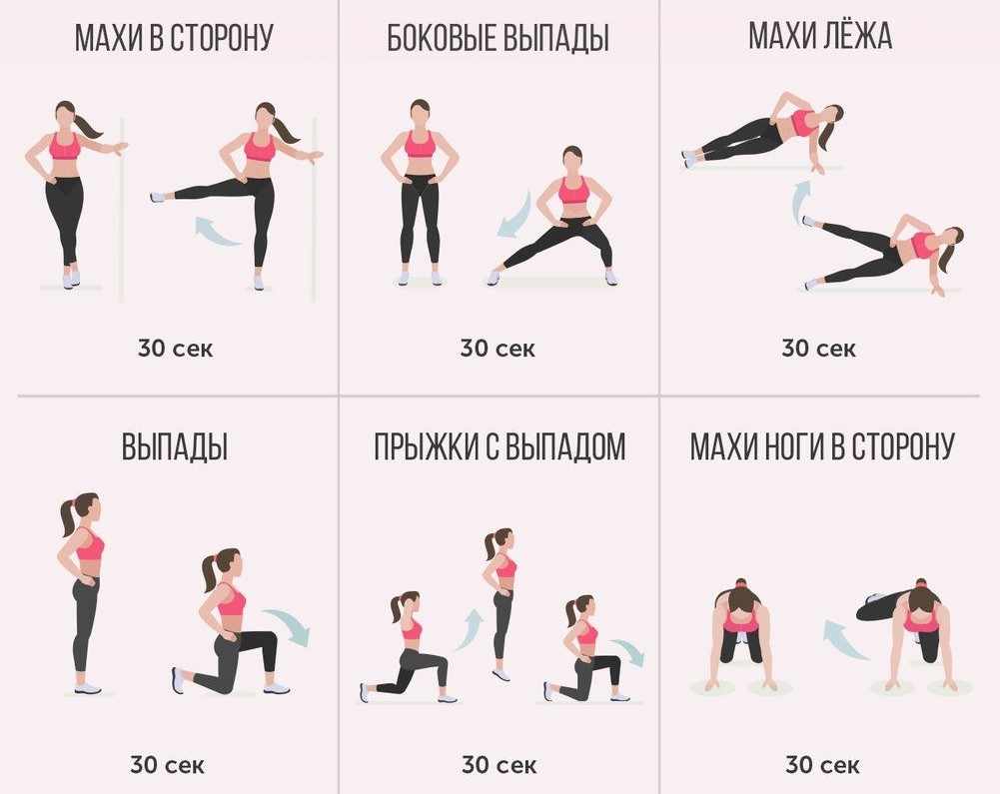 МАХИ В СТОРОНУ
БОКОВЫЕ ВЫПАДЫ
МАХИ ЛЁЖА
30 сек
30 сек
30 сек
ВЫПАДЫ
ПРЫЖКИ С ВЫПАДОМ
МАХИ НОГИ В СТОРОНУ
30 сек
30 сек
30 сек